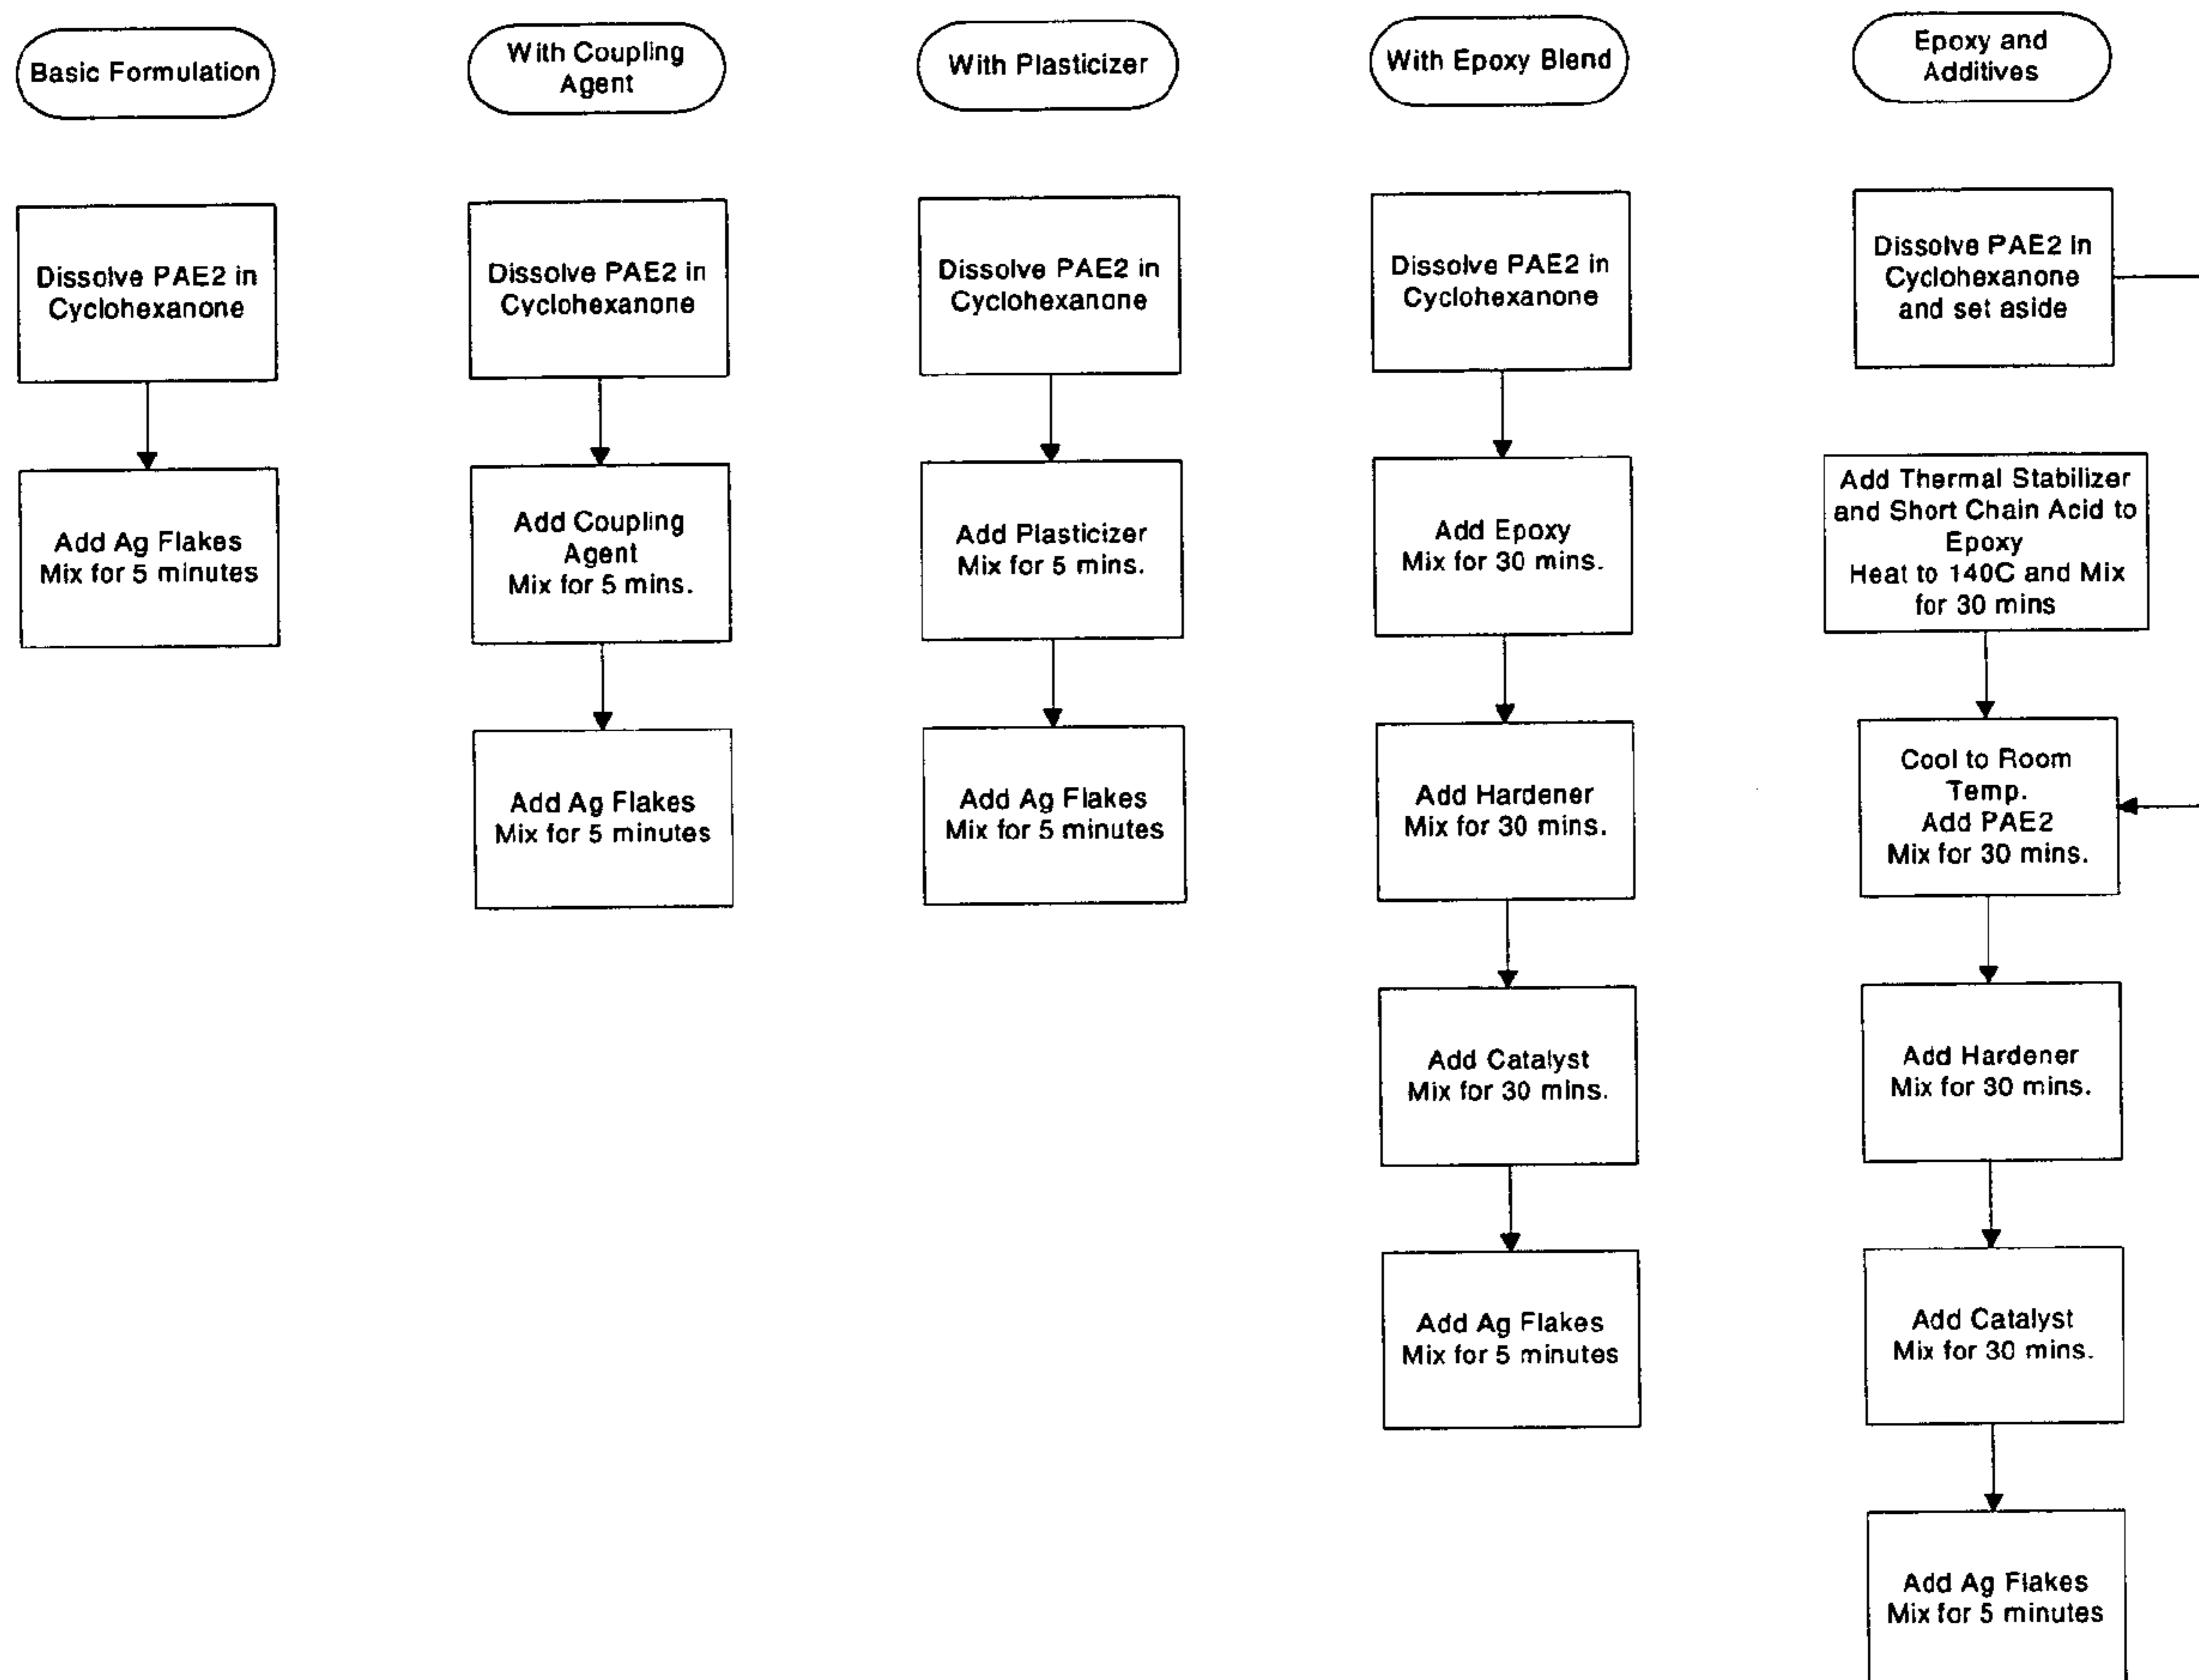 Basic Formulation
Dissolve PAE2 in
Cyclohexanone
Add Ag Flakes
Mix for 5 minutes
With Coupling
Agent
Dissolve PAE2 in
Cyclohexanone
Add Coupling
Agent
Mix for 5 mins.
Add Ag Flakes
Mix for 5 minutes
With Plasticizer
Dissolve PAE2 in
Cyclohexanone
Add Plasticizer
Mix for 5 mins.
Add Ag Flakes
Mix for 5 minutes
With Epoxy Blend
Dissolve PAE2 in
Cyclohexanone
Add Epoxy
Mix for 30 mins.
Add Hardener
Mix for 30 mins.
Add Catalyst
Mix for 30 mins.
Add Ag Flakes
Mix for 5 minutes
Epoxy and
Additives
Dissolve PAE2 in
Cyclohexanone
and set aside
Add Thermal Stabilizer
and Short Chain Acid to
Epoxy
Heat to 140C and Mix
for 30 mins
Cool to Room
Temp.
Add PAE2
Mix for 30 mins.
Add Hardener
Mix for 30 mins.
Add Catalyst
Mix for 30 mins.
Add Ag Flakes
Mix for 5 minutes